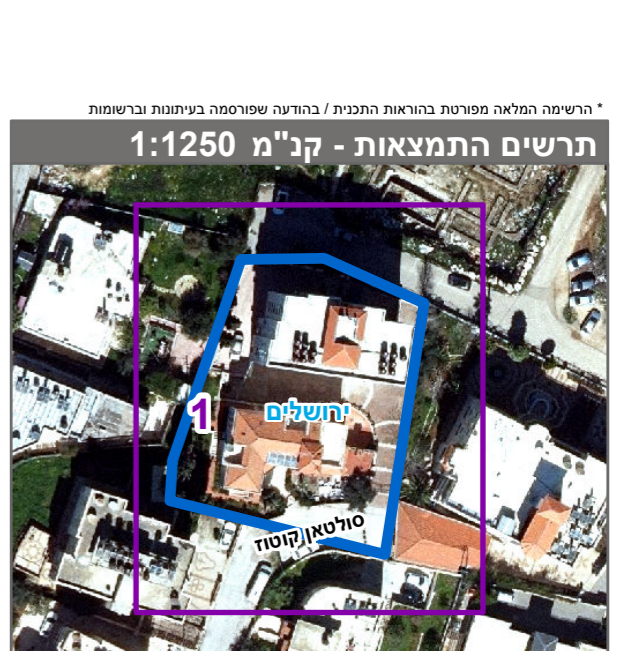 * הרשימה המלאה מפורטת בהוראות התכנית / בהודעה שפורסמה בעיתונות וברשומות
תרשים התמצאות - קנ"מ 1:1250
ירושלים
1
סולטאן קוטוז